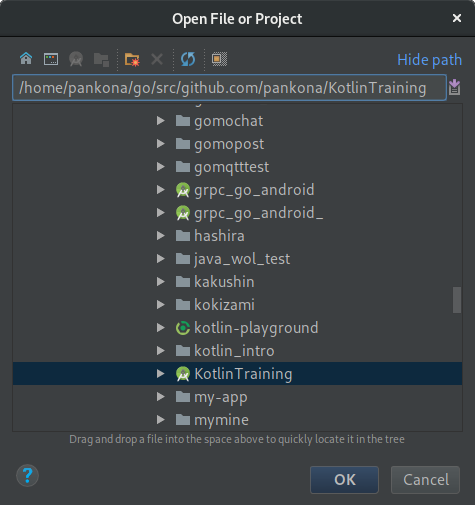 Open File or Project
Hide path
/home/pankona/go/src/github.com/pankona/KotlinTraining
gomochat
gomopost
gomqtttest
grpc_go_android
grpc_go_android_
hashira
java_wol_test
kakushin
kokizami
kotlin-playground
kotlin_intro
KotlinTraining
my-app
mymine
Drag and drop a file into the space above to quickly locate it in the tree
?
OK
Cancel